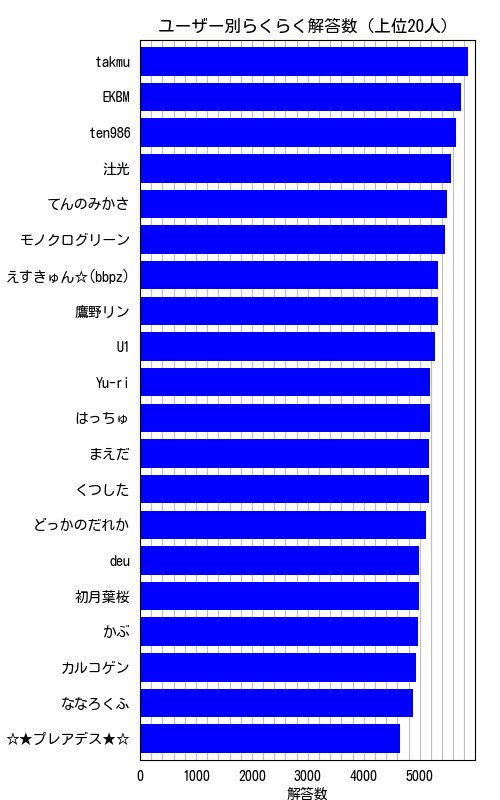 ユーザー別らくらく解答数（上位20人）
takmu
EKBM
ten986
辻光
てんのみかさ
モノクログリーン
えすきゅん☆(bbpz)
鷹野リン
U1
Yu-ri
はっちゅ
まえだ
くつした
どっかのだれか
deu
初月葉桜
かぶ
カルコゲン
ななろくふ
☆★プレアデス★☆
0 1000 2000 3000 4000 5000
解答数